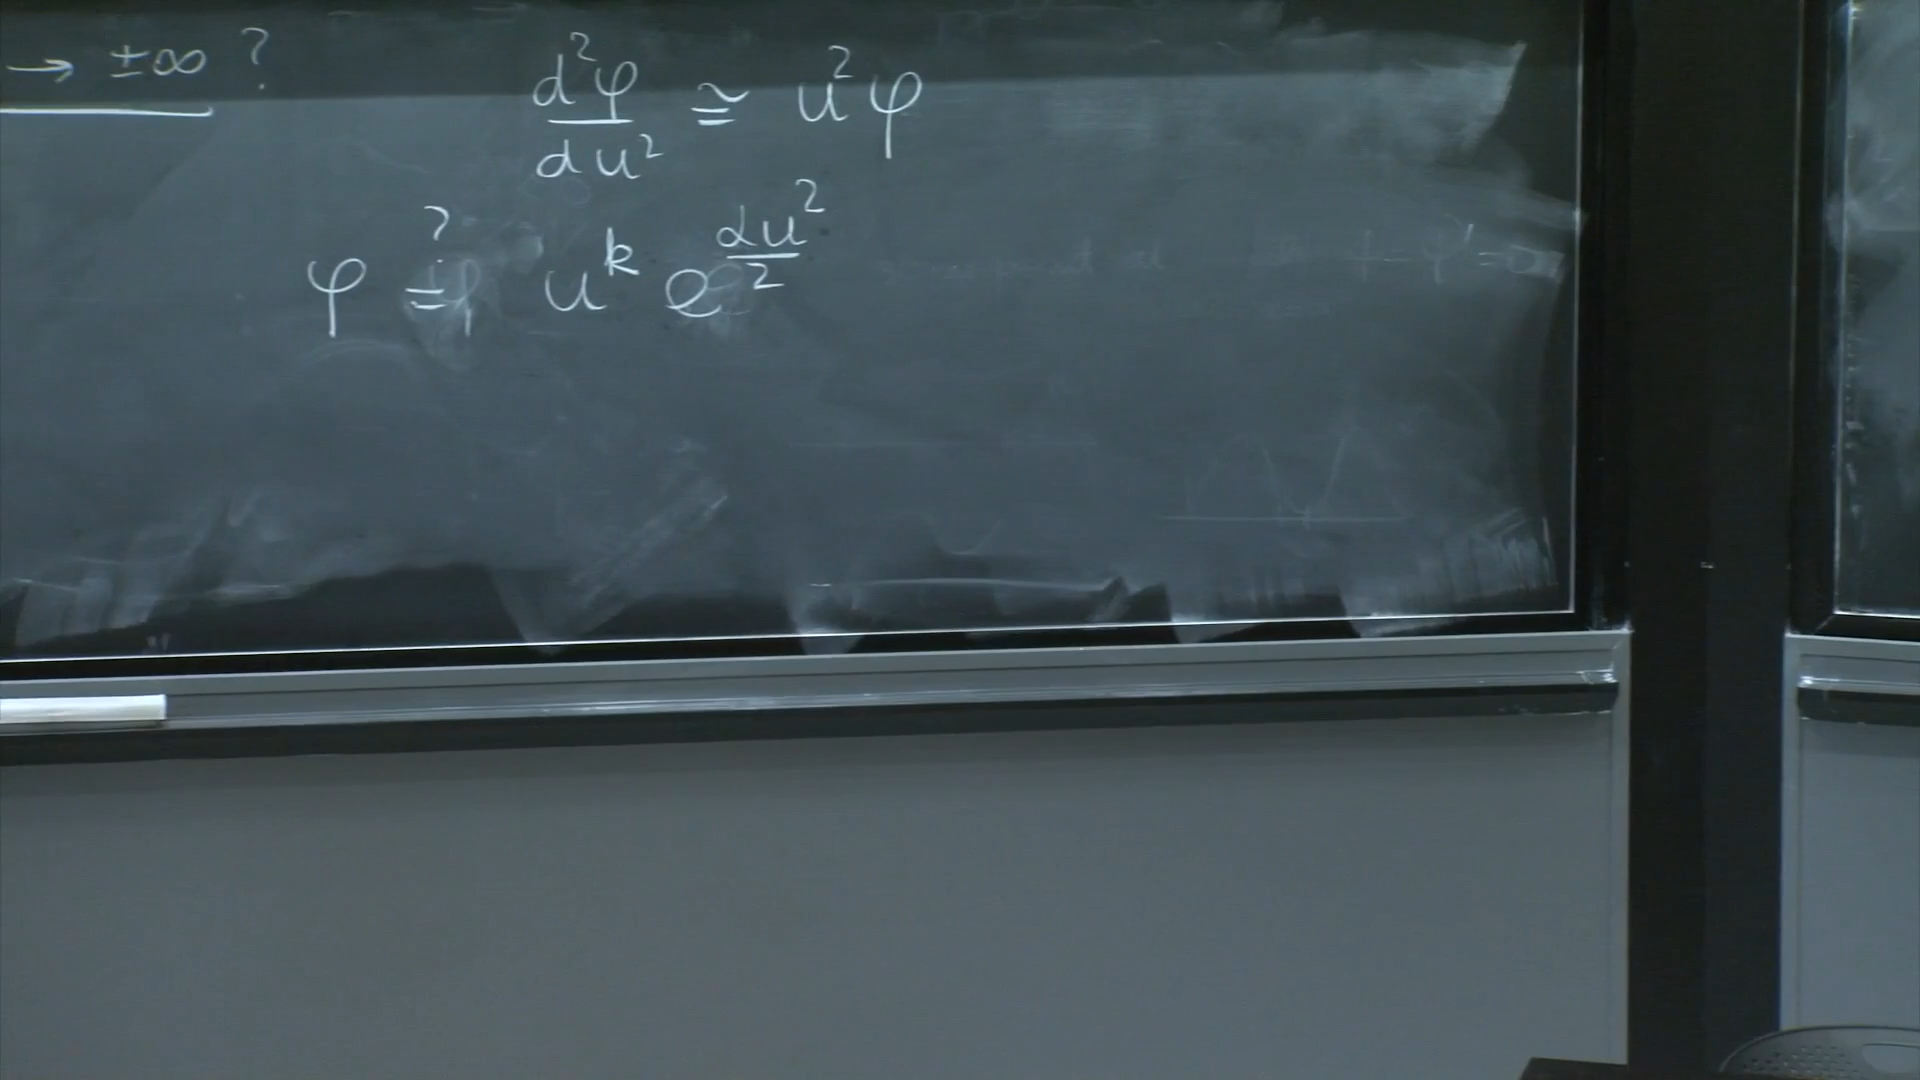 → ±∞ ?
d²φ/du² ≅ u²φ
φ ≟ u^k e^(αu²/2)